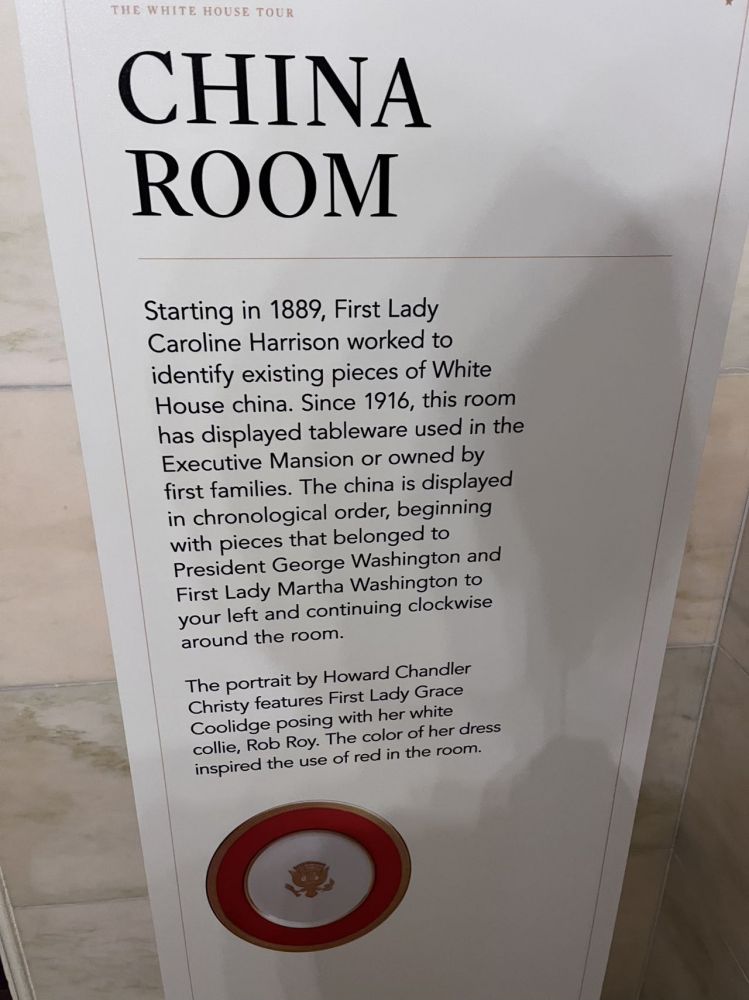 THE WHITE HOUSE TOUR
CHINA
ROOM
Starting in 1889, First Lady
Caroline Harrison worked to
identify existing pieces of White
House china. Since 1916, this room
has displayed tableware used in the
Executive Mansion or owned by
first families. The china is displayed
in chronological order, beginning
with pieces that belonged to
President George Washington and
First Lady Martha Washington to
your left and continuing clockwise
around the room.
The portrait by Howard Chandler
Christy features First Lady Grace
Coolidge posing with her white
collie, Rob Roy. The color of her dress
inspired the use of red in the room.